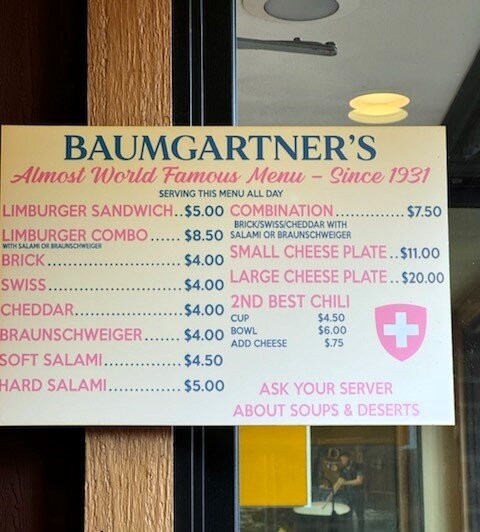 BAUMGARTNER'S
Almost World Famous Menu – Since 1931
SERVING THIS MENU ALL DAY
LIMBURGER SANDWICH..$5.00
LIMBURGER COMBO......$8.50
WITH SALAMI OR BRAUNSCHWEIGER
BRICK.......................$4.00
SWISS.......................$4.00
CHEDDAR...................$4.00
BRAUNSCHWEIGER.......$4.00
SOFT SALAMI...............$4.50
HARD SALAMI..............$5.00
COMBINATION..............$7.50
BRICK/SWISS/CHEDDAR WITH
SALAMI OR BRAUNSCHWEIGER
SMALL CHEESE PLATE..$11.00
LARGE CHEESE PLATE..$20.00
2ND BEST CHILI
CUP $4.50
BOWL $6.00
ADD CHEESE $.75
ASK YOUR SERVER
ABOUT SOUPS & DESERTS